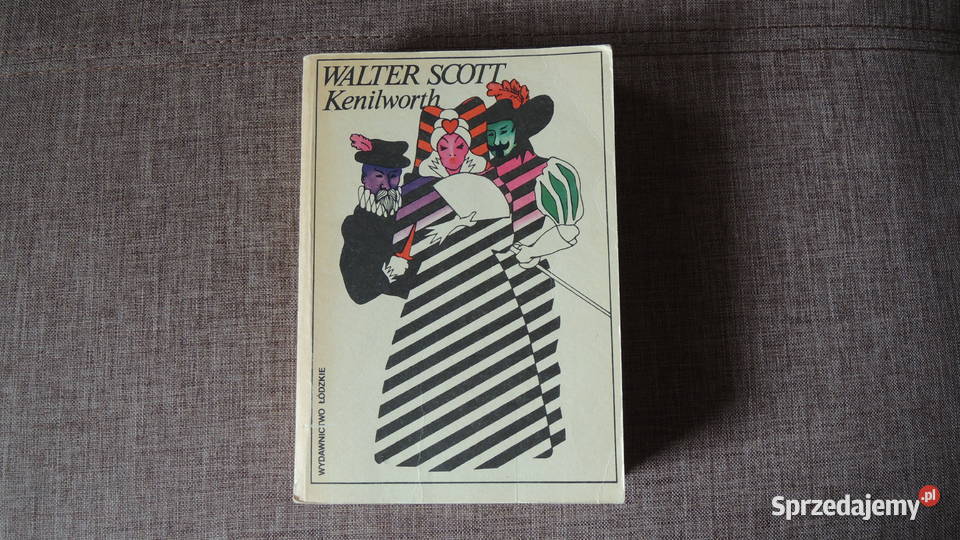 WALTER SCOTT
Kenilworth
WYDAWNICTWO ŁÓDZKIE
Sprzedajemy.pl